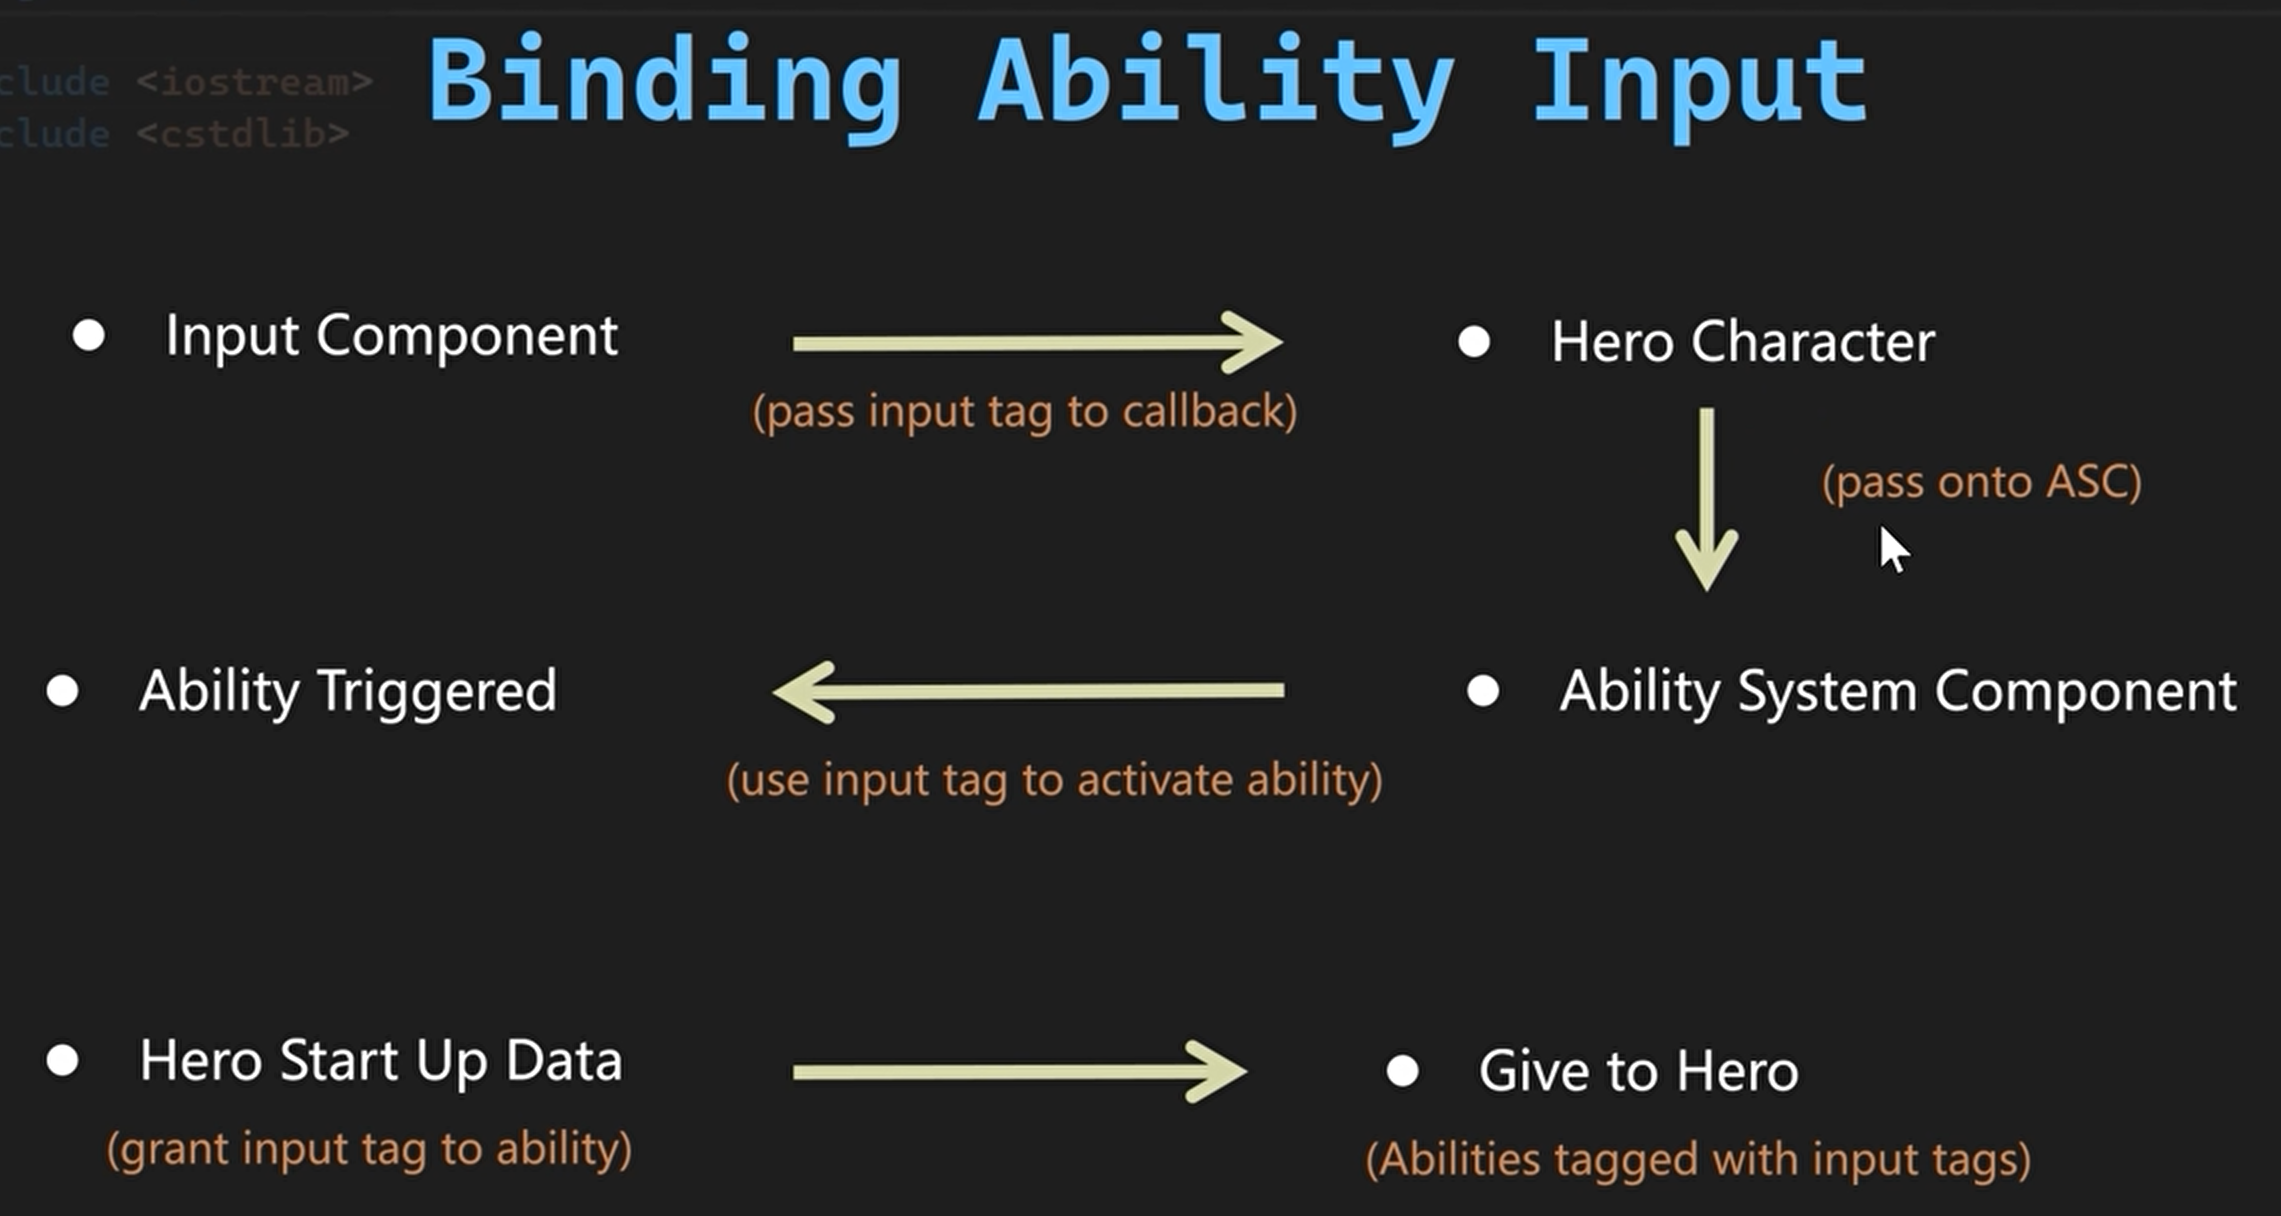 Binding Ability Input
clude <iostream>
clude <cstdlib>
Input Component
(pass input tag to callback)
Hero Character
(pass onto ASC)
Ability Triggered
(use input tag to activate ability)
Ability System Component
Hero Start Up Data
(grant input tag to ability)
Give to Hero
(Abilities tagged with input tags)